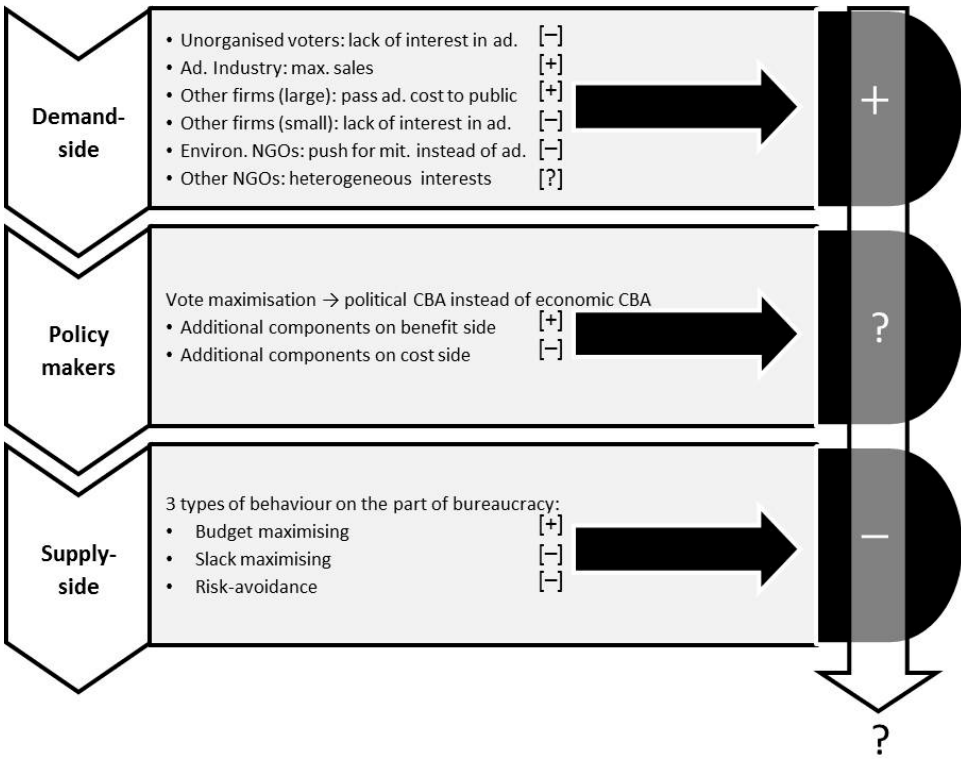 Demand-
side
• Unorganised voters: lack of interest in ad. [−]
• Ad. Industry: max. sales [+]
• Other firms (large): pass ad. cost to public [+]
• Other firms (small): lack of interest in ad. [−]
• Environ. NGOs: push for mit. instead of ad. [−]
• Other NGOs: heterogeneous interests [?]
+
Policy
makers
Vote maximisation → political CBA instead of economic CBA
• Additional components on benefit side [+]
• Additional components on cost side [−]
?
Supply-
side
3 types of behaviour on the part of bureaucracy:
• Budget maximising [+]
• Slack maximising [−]
• Risk-avoidance [−]
−
?